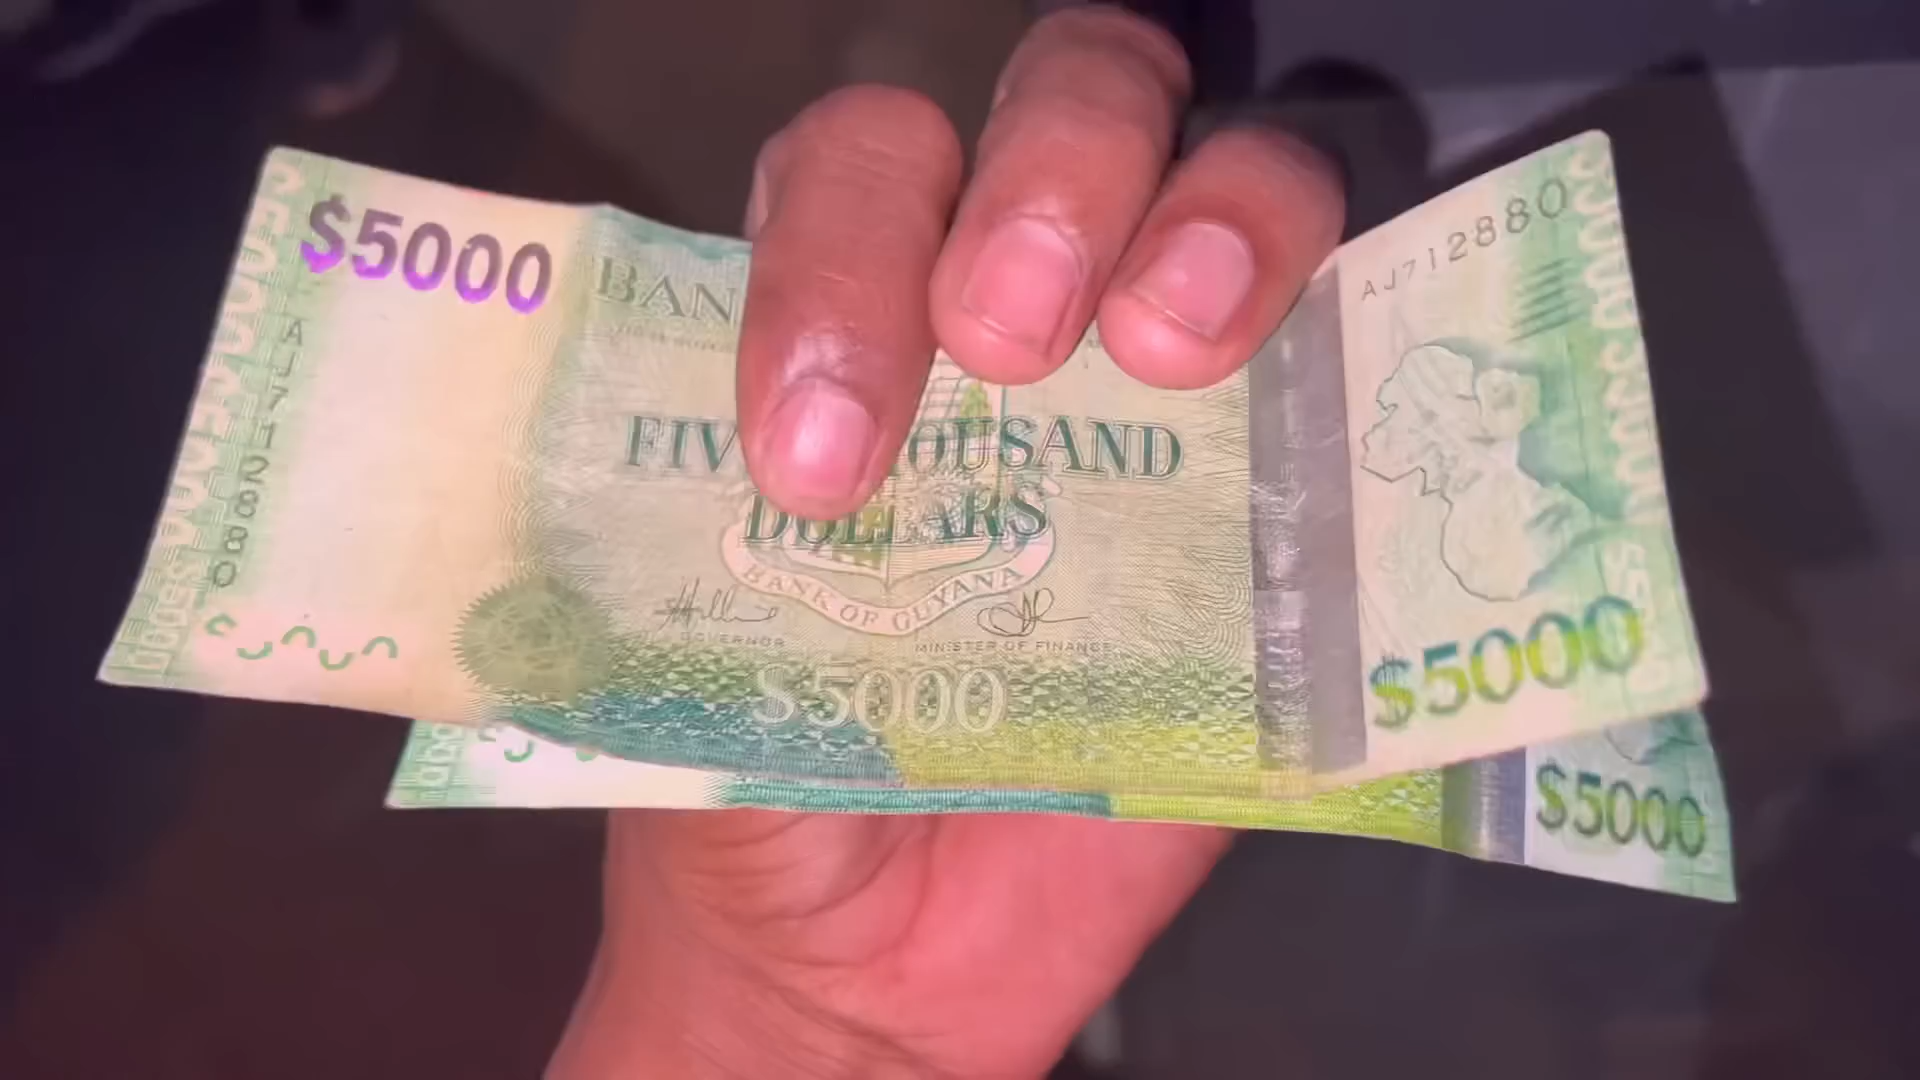 $5000
AJ712880
BAN
FIV OUSAND
DOLLARS
BANK OF GUYANA
GOVERNOR
MINISTER OF FINANCE
$5000
AJ712880
$5000
$5000